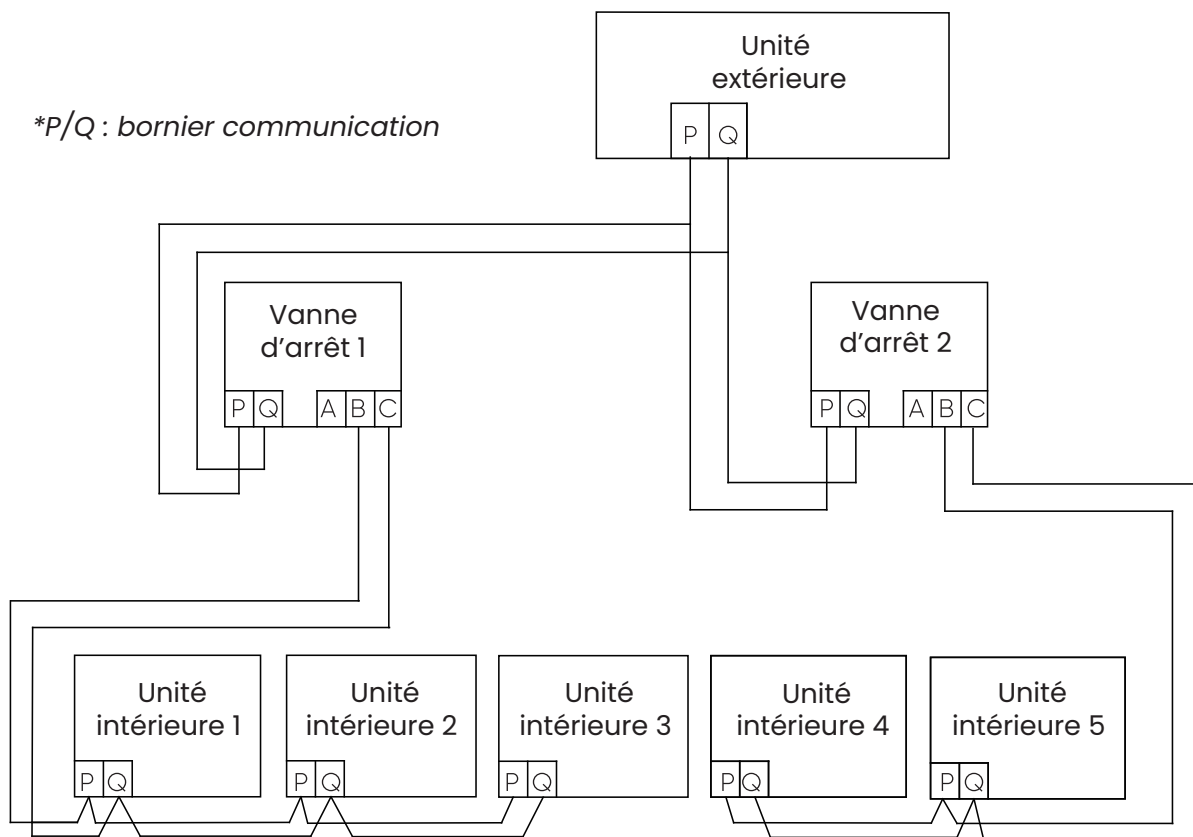 Unité
extérieure
*P/Q : bornier communication
P Q
Vanne
d’arrêt 1
P Q A B C
Vanne
d’arrêt 2
P Q A B C
Unité
intérieure 1
P Q
Unité
intérieure 2
P Q
Unité
intérieure 3
P Q
Unité
intérieure 4
P Q
Unité
intérieure 5
P Q